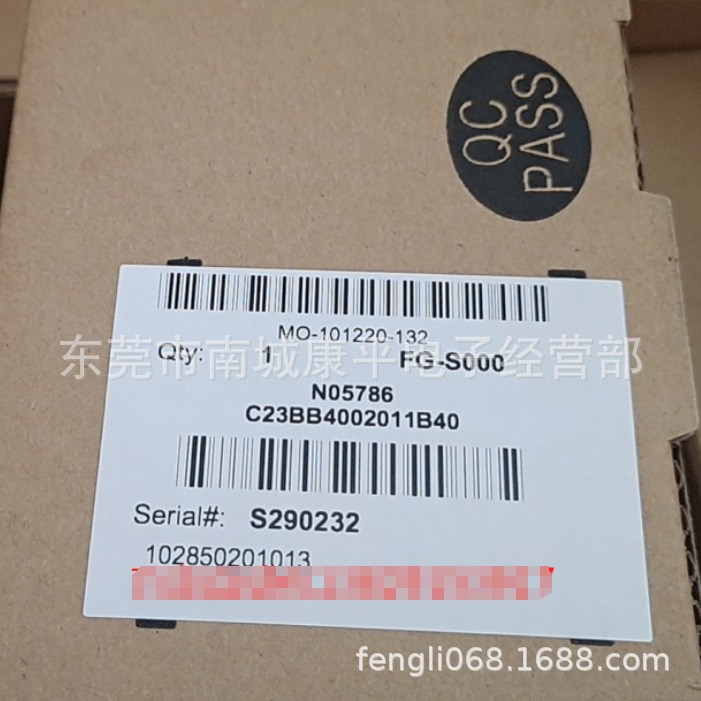 QC
PASS
MO-101220-132
东莞市南城康平电子经营部
Qty: 1 FG-S000
N05786
C23BB4002011B40
Serial#: S290232
102850201013
fengli068.1688.com